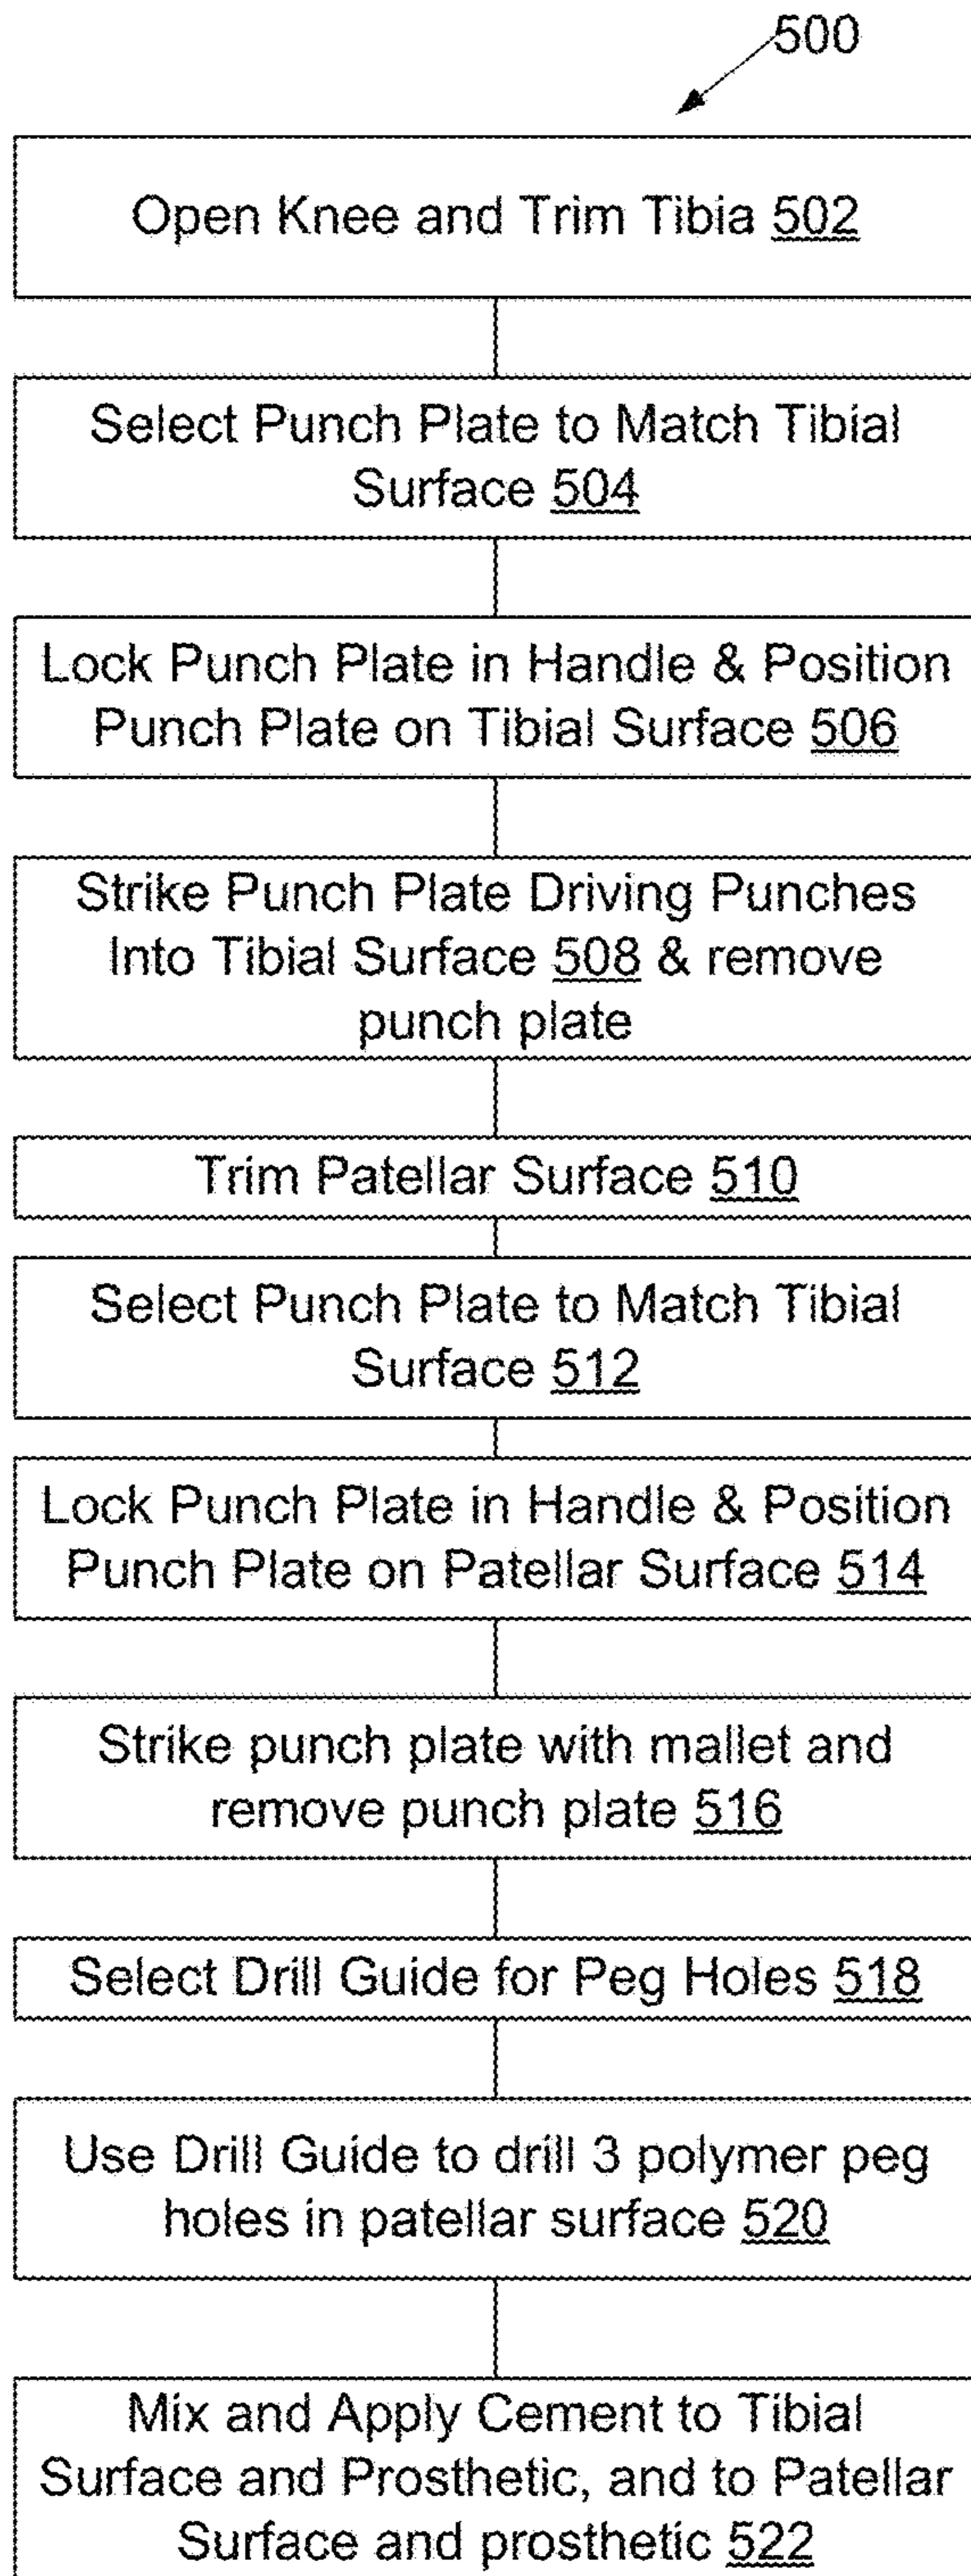 500
Open Knee and Trim Tibia 502
Select Punch Plate to Match Tibial
Surface 504
Lock Punch Plate in Handle & Position
Punch Plate on Tibial Surface 506
Strike Punch Plate Driving Punches
Into Tibial Surface 508 & remove
punch plate
Trim Patellar Surface 510
Select Punch Plate to Match Tibial
Surface 512
Lock Punch Plate in Handle & Position
Punch Plate on Patellar Surface 514
Strike punch plate with mallet and
remove punch plate 516
Select Drill Guide for Peg Holes 518
Use Drill Guide to drill 3 polymer peg
holes in patellar surface 520
Mix and Apply Cement to Tibial
Surface and Prosthetic, and to Patellar
Surface and prosthetic 522